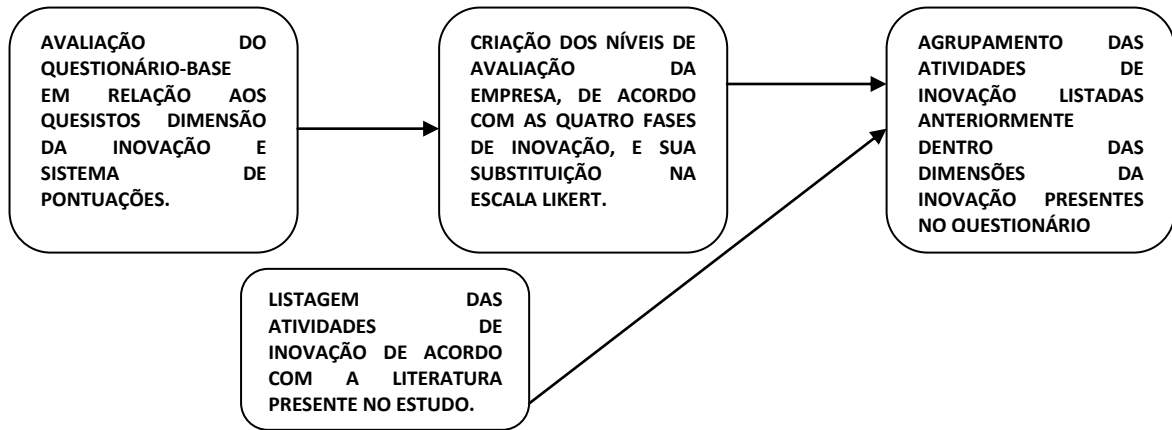 AVALIAÇÃO DO
QUESTIONÁRIO-BASE
EM RELAÇÃO AOS
QUESISTOS DIMENSÃO
DA INOVAÇÃO E
SISTEMA DE
PONTUAÇÕES.
CRIAÇÃO DOS NÍVEIS DE
AVALIAÇÃO DA
EMPRESA, DE ACORDO
COM AS QUATRO FASES
DE INOVAÇÃO, E SUA
SUBSTITUIÇÃO NA
ESCALA LIKERT.
AGRUPAMENTO DAS
ATIVIDADES DE
INOVAÇÃO LISTADAS
ANTERIORMENTE
DENTRO DAS
DIMENSÕES DA
INOVAÇÃO PRESENTES
NO QUESTIONÁRIO
LISTAGEM DAS
ATIVIDADES DE
INOVAÇÃO DE ACORDO
COM A LITERATURA
PRESENTE NO ESTUDO.